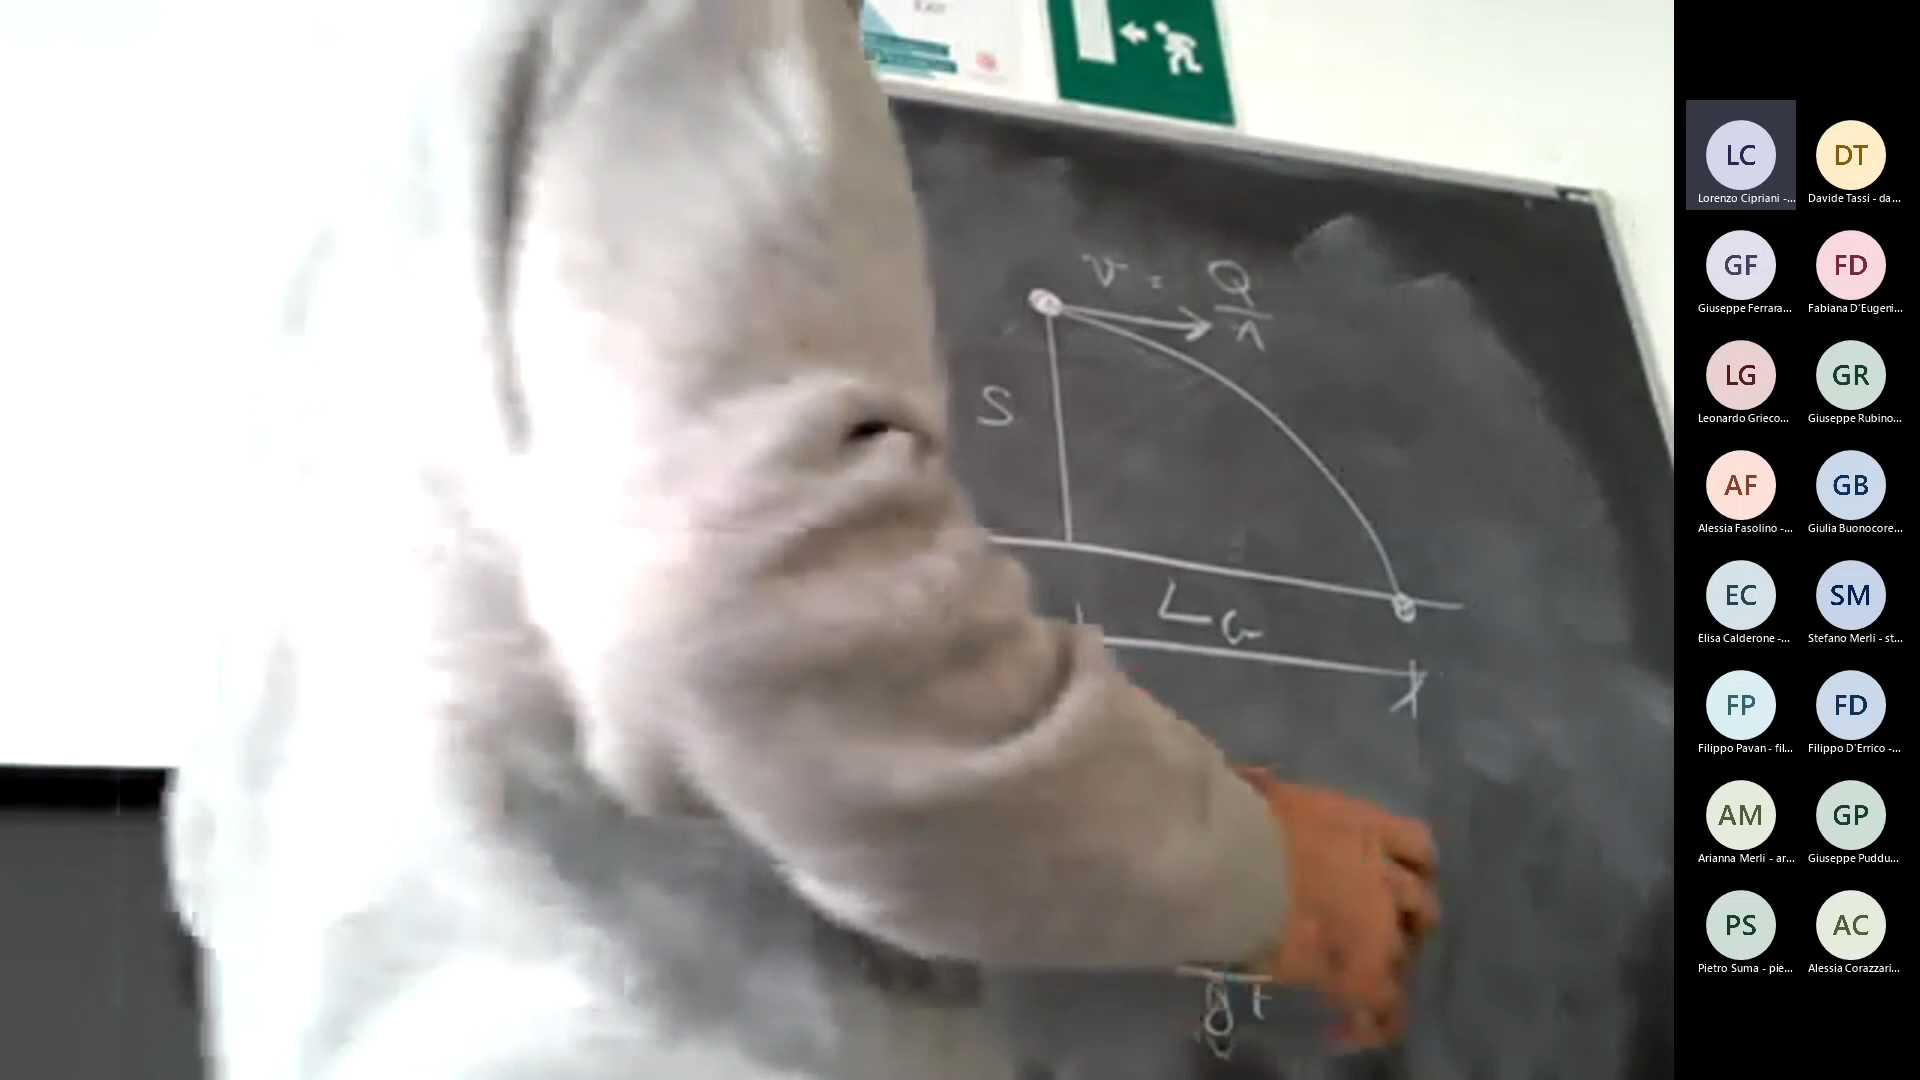 Exit
v = Q
A
S
L G
g t
LC
DT
Lorenzo Cipriani -...
Davide Tassi - da...
GF
FD
Giuseppe Ferrara...
Fabiana D'Eugeni...
LG
GR
Leonardo Grieco...
Giuseppe Rubino...
AF
GB
Alessia Fasolino -...
Giulia Buonocore...
EC
SM
Elisa Calderone -...
Stefano Merli - st...
FP
FD
Filippo Pavan - fil...
Filippo D'Errico -...
AM
GP
Arianna Merli - ar...
Giuseppe Puddu...
PS
AC
Pietro Suma - pie...
Alessia Corazzari...